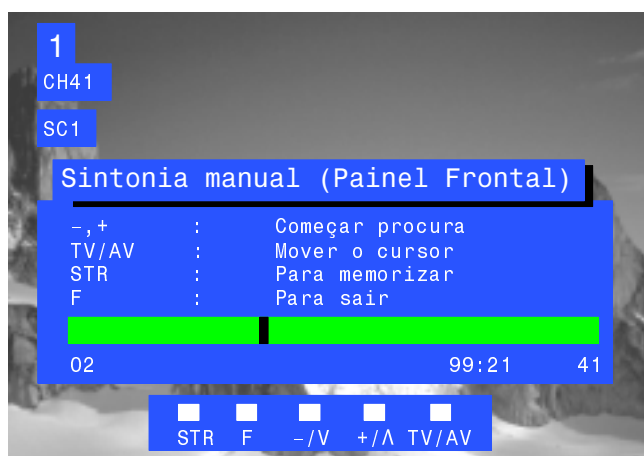 1
CH41
SC1
Sintonia manual (Painel Frontal)
−,+ : Começar procura
TV/AV : Mover o cursor
STR : Para memorizar
F : Para sair
02 99:21 41
STR F −/V +/Λ TV/AV